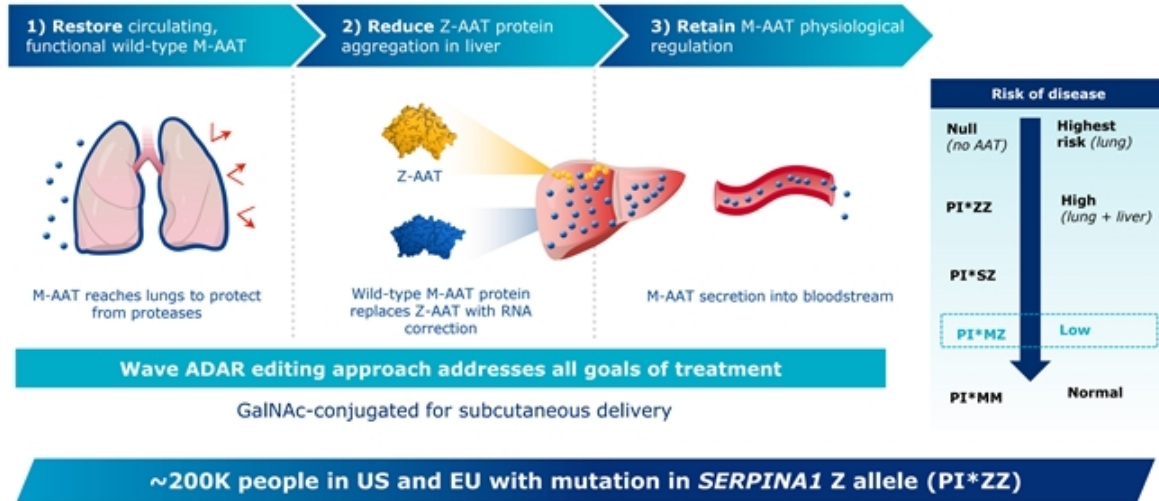 1) Restore circulating,
functional wild-type M-AAT
2) Reduce Z-AAT protein
aggregation in liver
3) Retain M-AAT physiological
regulation
Z-AAT
M-AAT reaches lungs to protect
from proteases
Wild-type M-AAT protein
replaces Z-AAT with RNA
correction
M-AAT secretion into bloodstream
Risk of disease
Null
(no AAT)
Highest
risk (lung)
PI*ZZ
High
(lung + liver)
PI*SZ
PI*MZ
Low
PI*MM
Normal
Wave ADAR editing approach addresses all goals of treatment
GalNAc-conjugated for subcutaneous delivery
~200K people in US and EU with mutation in SERPINA1 Z allele (PI*ZZ)